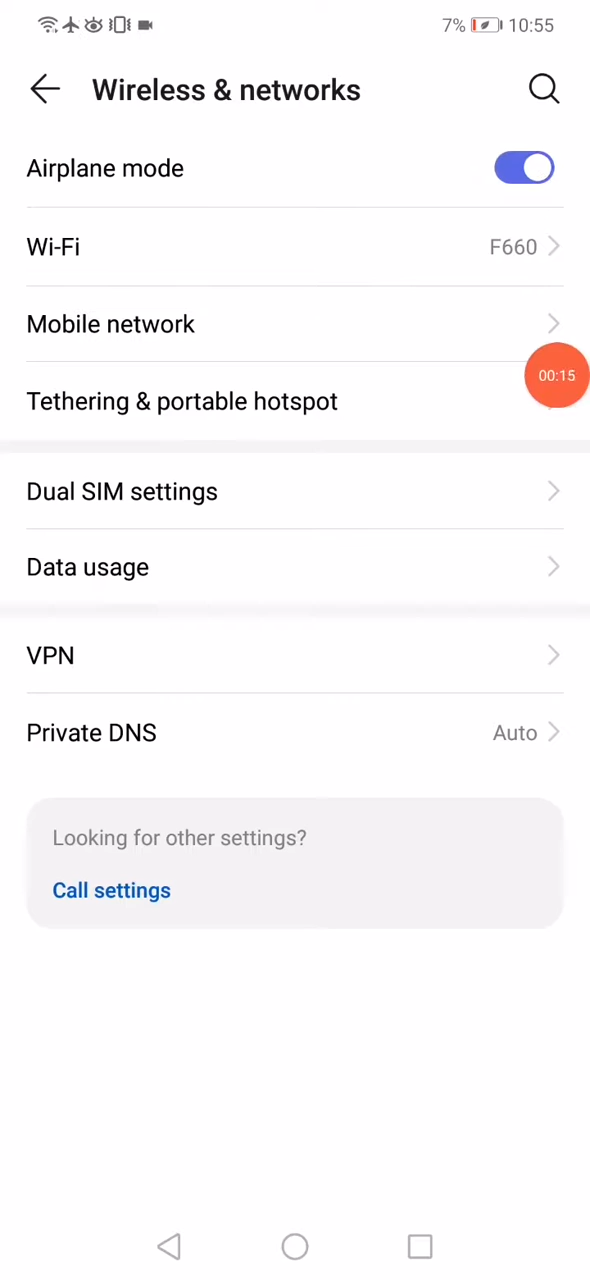 7% 10:55
Wireless & networks
Airplane mode
Wi-Fi F660
Mobile network
00:15
Tethering & portable hotspot
Dual SIM settings
Data usage
VPN
Private DNS Auto
Looking for other settings?
Call settings